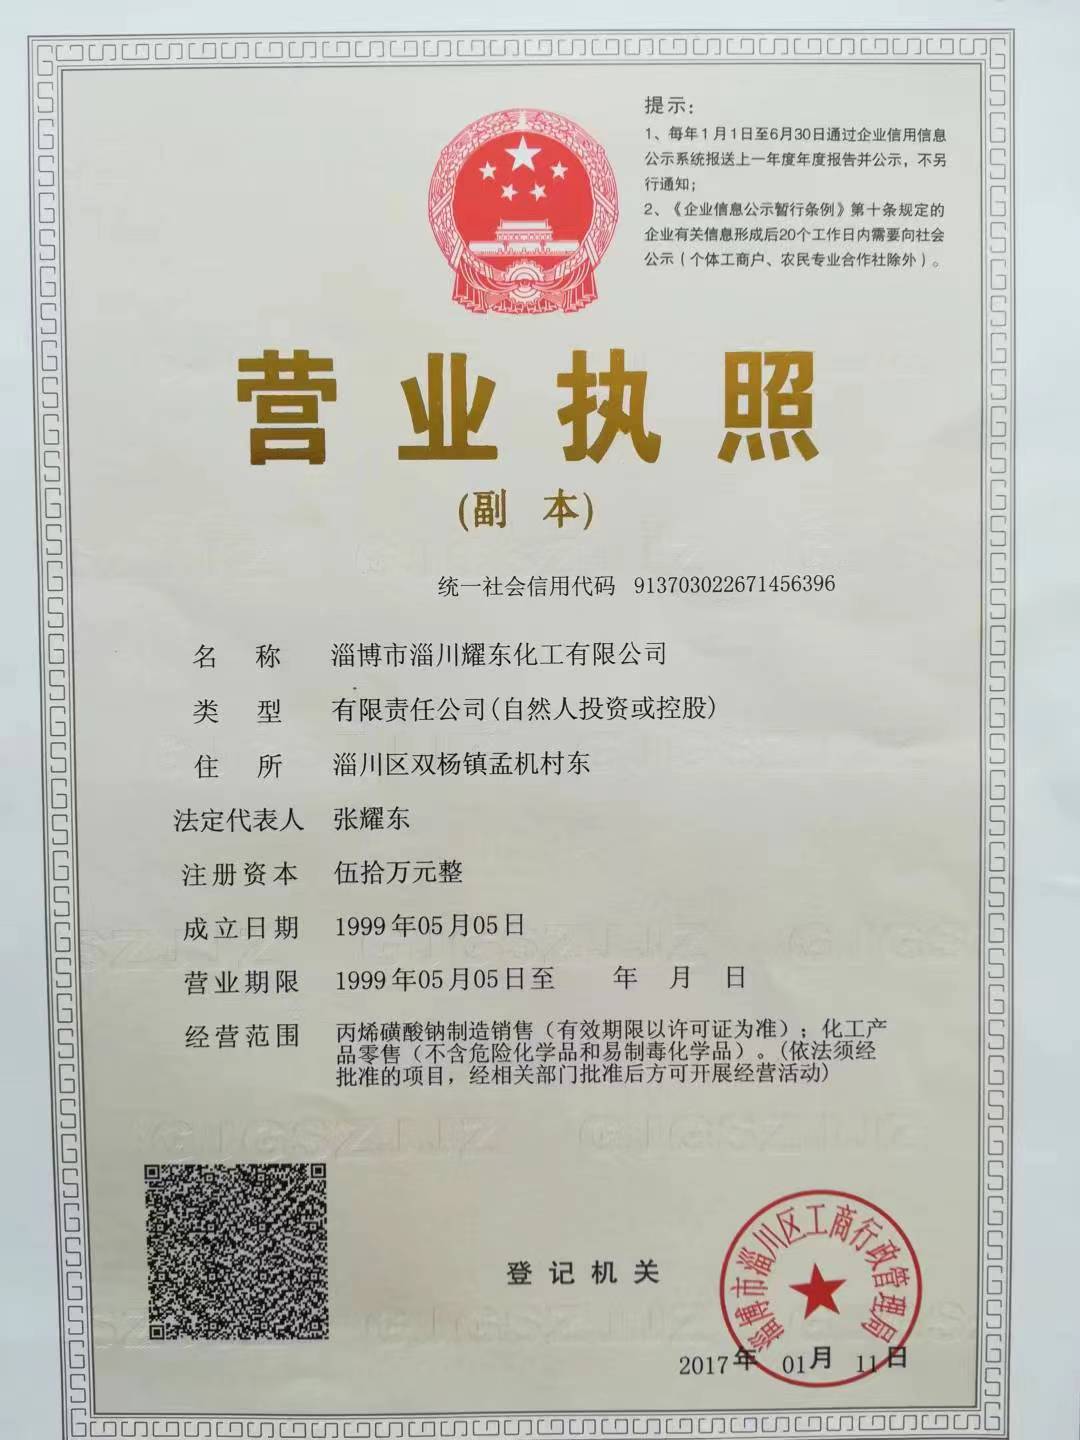 提示：
1、每年1月1日至6月30日通过企业信用信息
公示系统报送上一年度年度报告并公示，不另
行通知；
2、《企业信息公示暂行条例》第十条规定的
企业有关信息形成后20个工作日内需要向社会
公示（个体工商户、农民专业合作社除外）。
营业执照
(副 本)
统一社会信用代码 913703022671456396
名 称 淄博市淄川耀东化工有限公司
类 型 有限责任公司(自然人投资或控股)
住 所 淄川区双杨镇孟机村东
法定代表人 张耀东
注册资本 伍拾万元整
成立日期 1999年05月05日
营业期限 1999年05月05日至 年 月 日
经营范围 丙烯磺酸钠制造销售（有效期限以许可证为准）；化工产
品零售（不含危险化学品和易制毒化学品）。(依法须经
批准的项目，经相关部门批准后方可开展经营活动)
登记机关
淄博市淄川区工商行政管理局
2017年 01月 11日